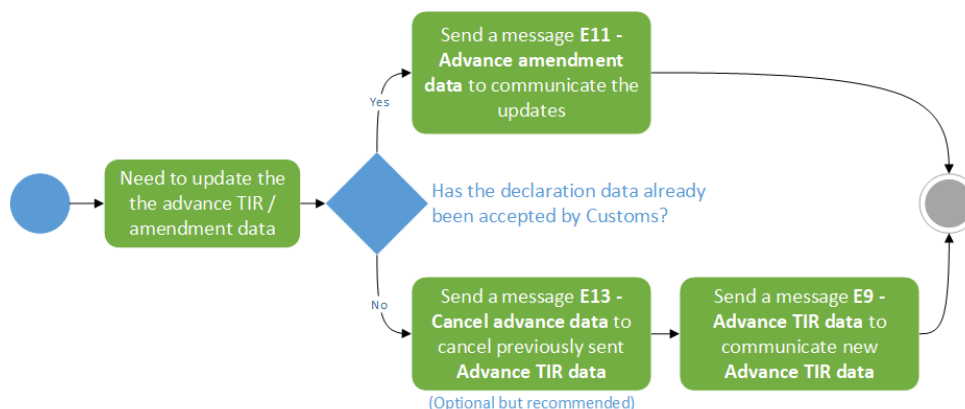 Send a message E11 -
Advance amendment
data to communicate the
updates
Yes
Need to update the
the advance TIR /
amendment data
Has the declaration data already
been accepted by Customs?
No
Send a message E13 -
Cancel advance data to
cancel previously sent
Advance TIR data
(Optional but recommended)
Send a message E9 -
Advance TIR data to
communicate new
Advance TIR data